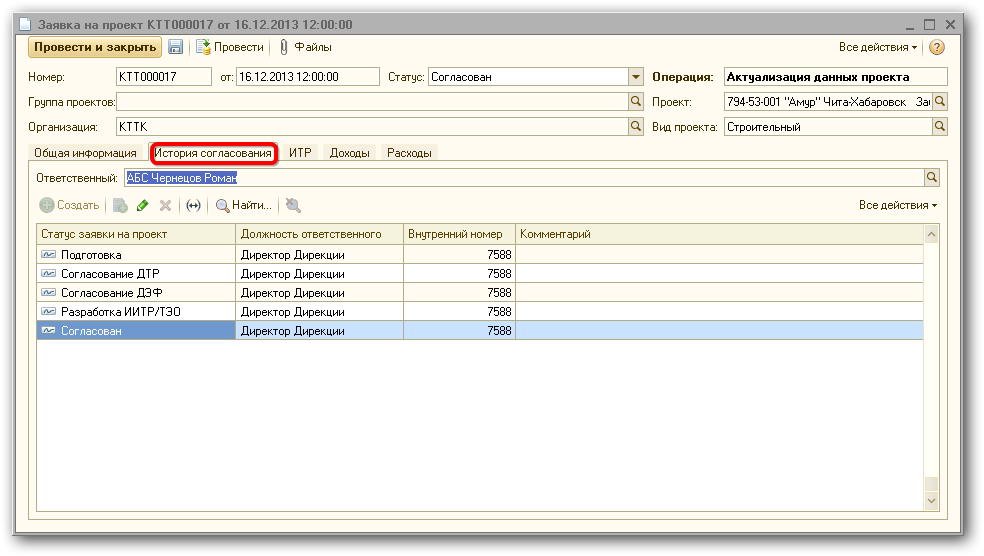 Заявка на проект КТТ000017 от 16.12.2013 12:00:00
Провести и закрыть Провести Файлы Все действия
Номер: КТТ000017 от: 16.12.2013 12:00:00 Статус: Согласован Операция: Актуализация данных проекта
Группа проектов: Проект: 794-53-001 "Амур" Чита-Хабаровск
Организация: КТТК Вид проекта: Строительный
Общая информация История согласования ИТР Доходы Расходы
Ответственный: АБС Чернецов Роман
Создать Найти... Все действия
Статус заявки на проект Должность ответственного Внутренний номер Комментарий
Подготовка Директор Дирекции 7588
Согласование ДТР Директор Дирекции 7588
Согласование ДЭФ Директор Дирекции 7588
Разработка ИИТР/ТЭО Директор Дирекции 7588
Согласован Директор Дирекции 7588